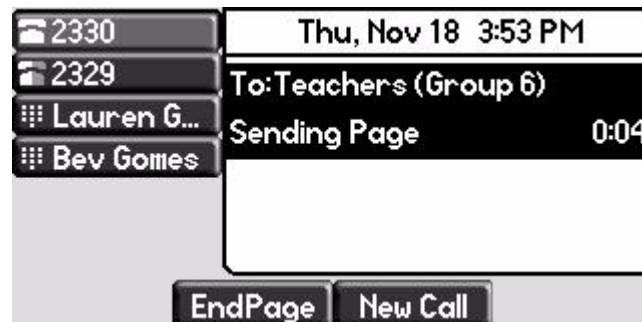 2330
2329
Lauren G...
Bev Gomes
Thu, Nov 18 3:53 PM
To:Teachers (Group 6)
Sending Page 0:04
EndPage New Call